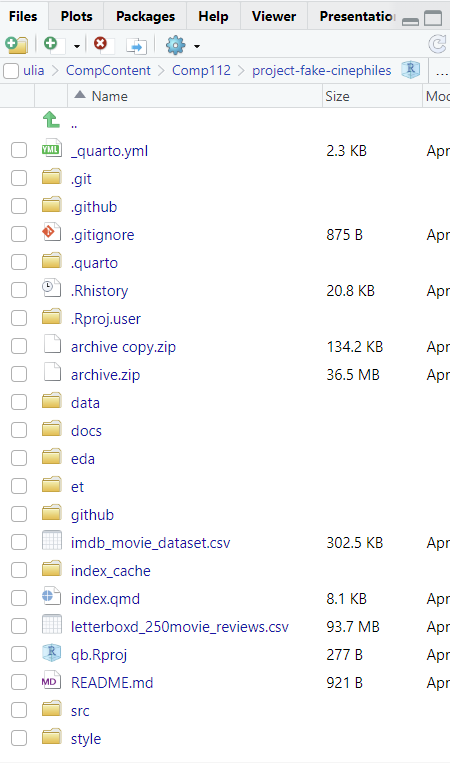 Files Plots Packages Help Viewer Presentatio
ulia CompContent Comp112 project-fake-cinephiles R ...
Name Size Mod
..
YML _quarto.yml 2.3 KB Apr
.git
.github
.gitignore 875 B Apr
.quarto
.Rhistory 20.8 KB Apr
.Rproj.user
archive copy.zip 134.2 KB Apr
archive.zip 36.5 MB Apr
data
docs
eda
et
github
imdb_movie_dataset.csv 302.5 KB Apr
index_cache
index.qmd 8.1 KB Apr
letterboxd_250movie_reviews.csv 93.7 MB Apr
R qb.Rproj 277 B Apr
MD README.md 921 B Apr
src
style